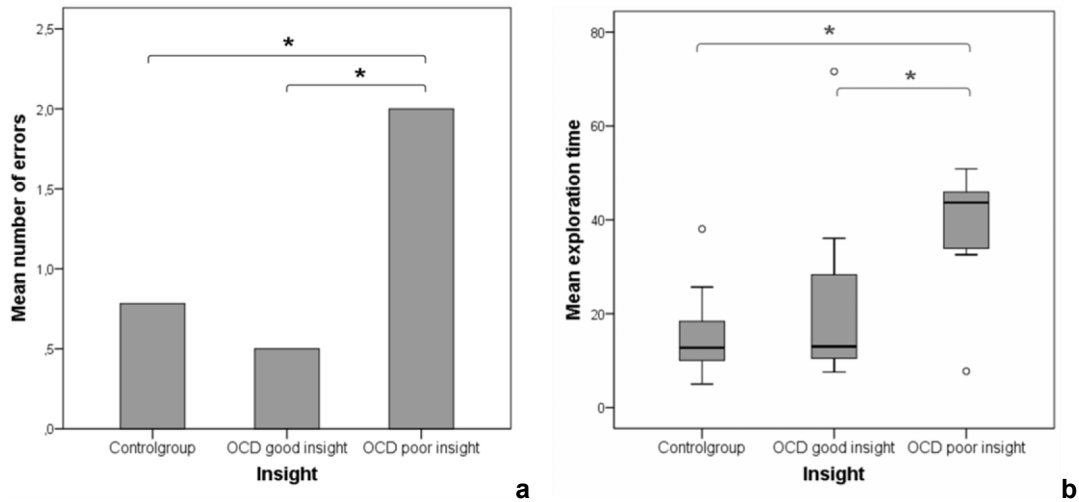 2,5
2,0
1,5
1,0
,5
,0
Mean number of errors
*
*
Controlgroup OCD good insight OCD poor insight
Insight
a
80
60
40
20
0
Mean exploration time
*
*
Controlgroup OCD good insight OCD poor insight
Insight
b